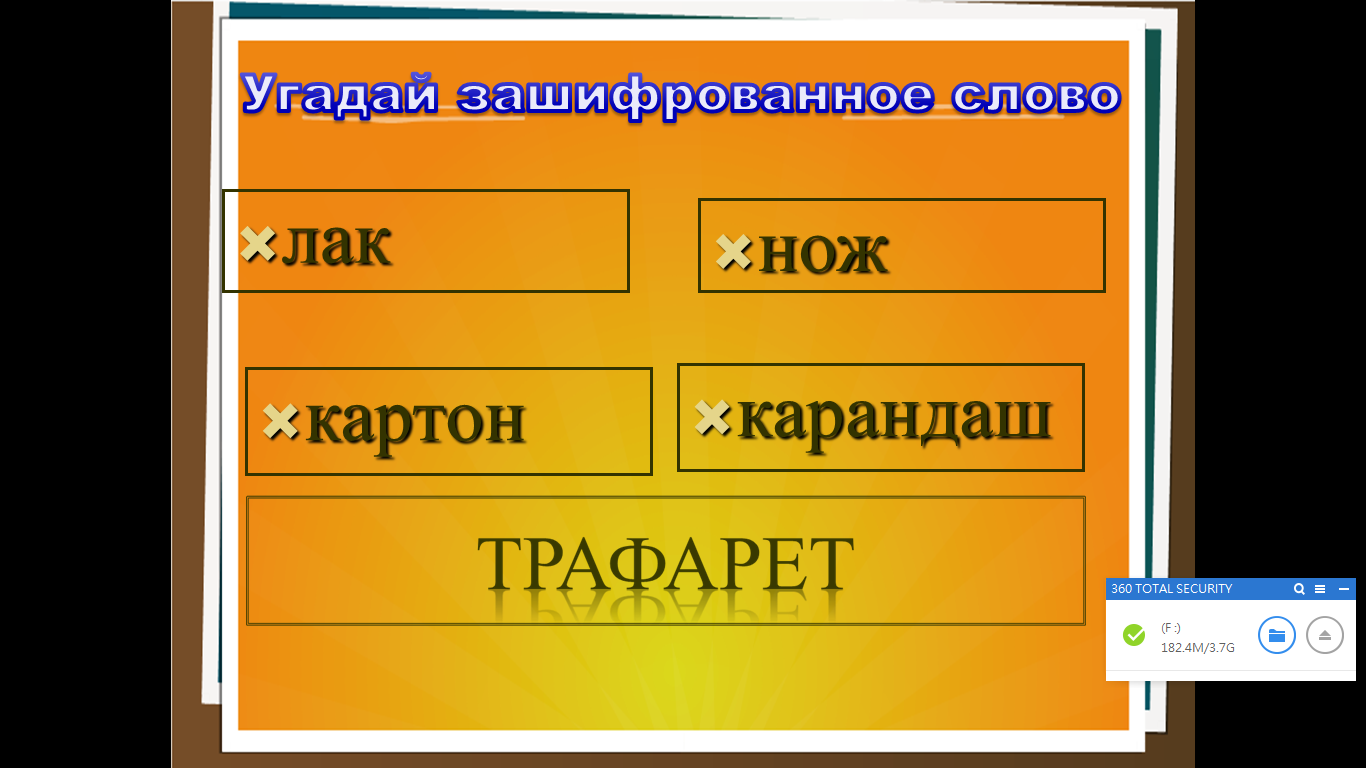 Угадай зашифрованное слово
лак
нож
картон
карандаш
ТРАФАРЕТ
360 TOTAL SECURITY
(F:)
182.4M/3.7G